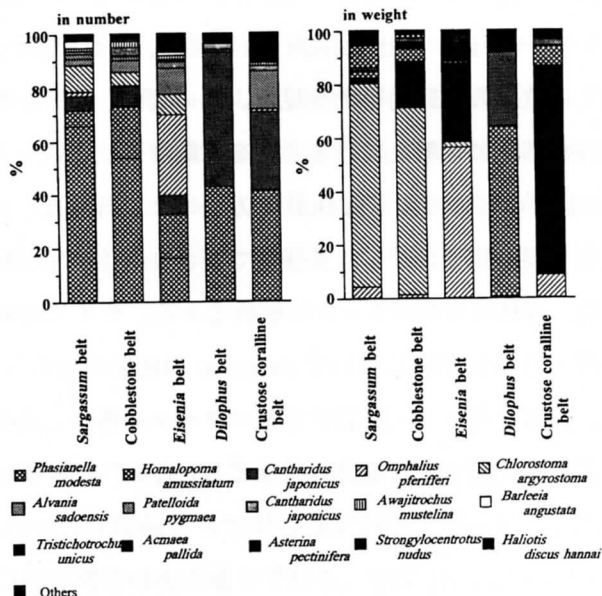 in number
in weight
100
80
60
40
20
0
%
100
80
60
40
20
0
%
Sargassum belt
Cobblestone belt
Eisenia belt
Dilophus belt
Crustose coralline
belt
Sargassum belt
Cobblestone belt
Eisenia belt
Dilophus belt
Crustose coralline
belt
Phasianella
modesta
Homalopoma
amussitatum
Cantharidus
japonicus
Omphalius
pferifferi
Chlorostoma
argyrostoma
Alvania
sadoensis
Patelloida
pygmaea
Cantharidus
japonicus
Awajitrochus
mustelina
Barleeia
angustata
Tristichotrochu
unicus
Acmaea
pallida
Asterina
pectinifera
Strongylocentrotus
nudus
Haliotis
discus hannai
Others